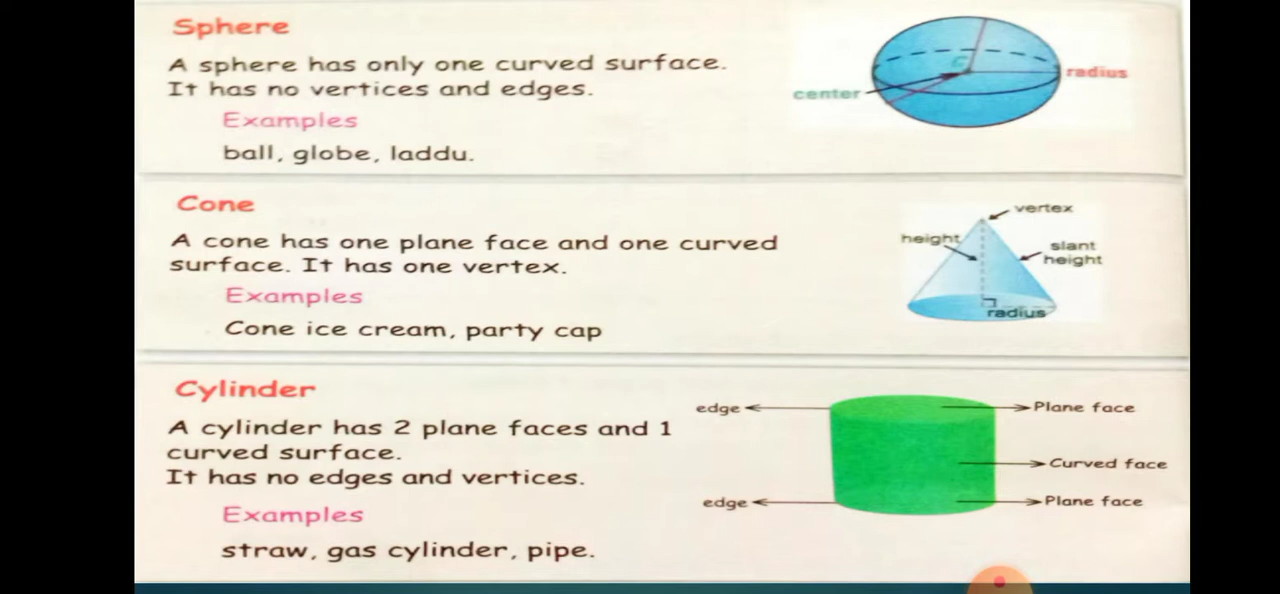 Sphere
A sphere has only one curved surface.
It has no vertices and edges.
Examples
ball, globe, laddu.
center
C
radius
Cone
A cone has one plane face and one curved
surface. It has one vertex.
Examples
Cone ice cream, party cap
vertex
height
slant
height
radius
Cylinder
A cylinder has 2 plane faces and 1
curved surface.
It has no edges and vertices.
Examples
straw, gas cylinder, pipe.
edge
Plane face
Curved face
edge
Plane face